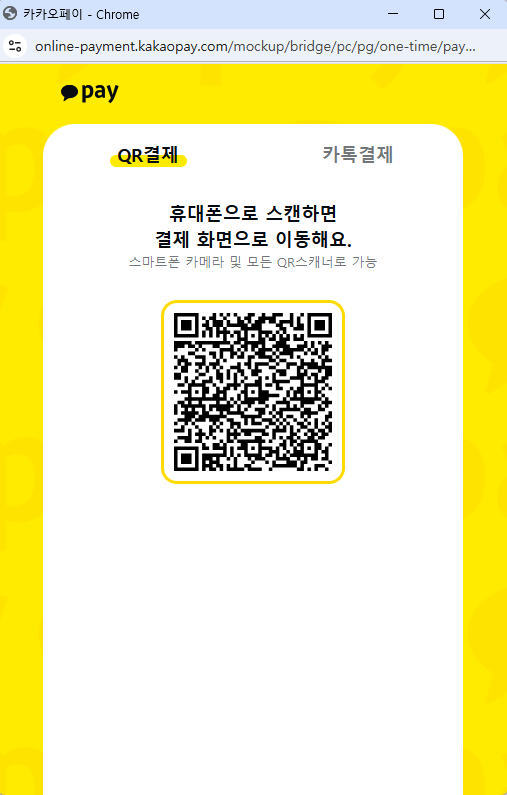 카카오페이 - Chrome
online-payment.kakaopay.com/mockup/bridge/pc/pg/one-time/pay...
pay
QR결제
카톡결제
휴대폰으로 스캔하면
결제 화면으로 이동해요.
스마트폰 카메라 및 모든 QR스캐너로 가능